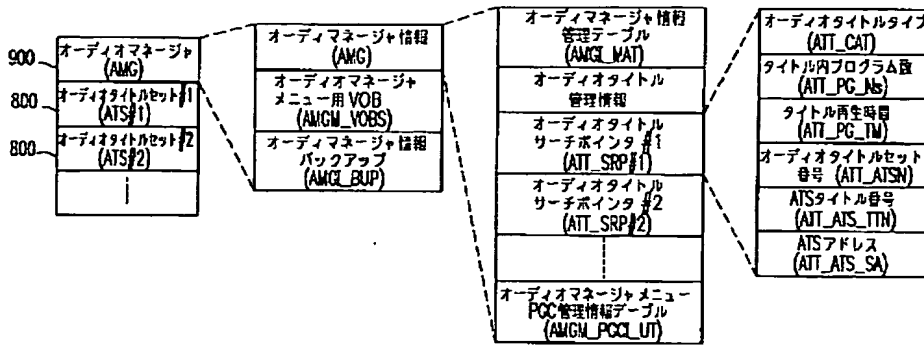 900
800
800
オーディオマネージャ
(AMG)
オーディオタイトルセット#1
(ATS#1)
オーディオタイトルセット#2
(ATS#2)
オーディマネージャ情報
(AMG)
オーディオマネージャ
メニュー用VOB
(AMGM_VOBS)
オーディオマネージャ情報
バックアップ
(AMGI_BUP)
オーディマネージャ情報
管理テーブル
(AMGI_MAT)
オーディオタイトル
管理情報
オーディオタイトル
サーチポインタ#1
(ATT_SRP#1)
オーディオタイトル
サーチポインタ#2
(ATT_SRP#2)
オーディオマネージャメニュー
PGC管理情報テーブル
(AMGM_PGCI_UT)
オーディオタイトルタイプ
(ATT_CAT)
タイトル内プログラム数
(ATT_PG_Ns)
タイトル再生時間
(ATT_PG_TM)
オーディオタイトルセット
番号 (ATT_ATSN)
ATSタイトル番号
(ATT_ATS_TTN)
ATSアドレス
(ATT_ATS_SA)